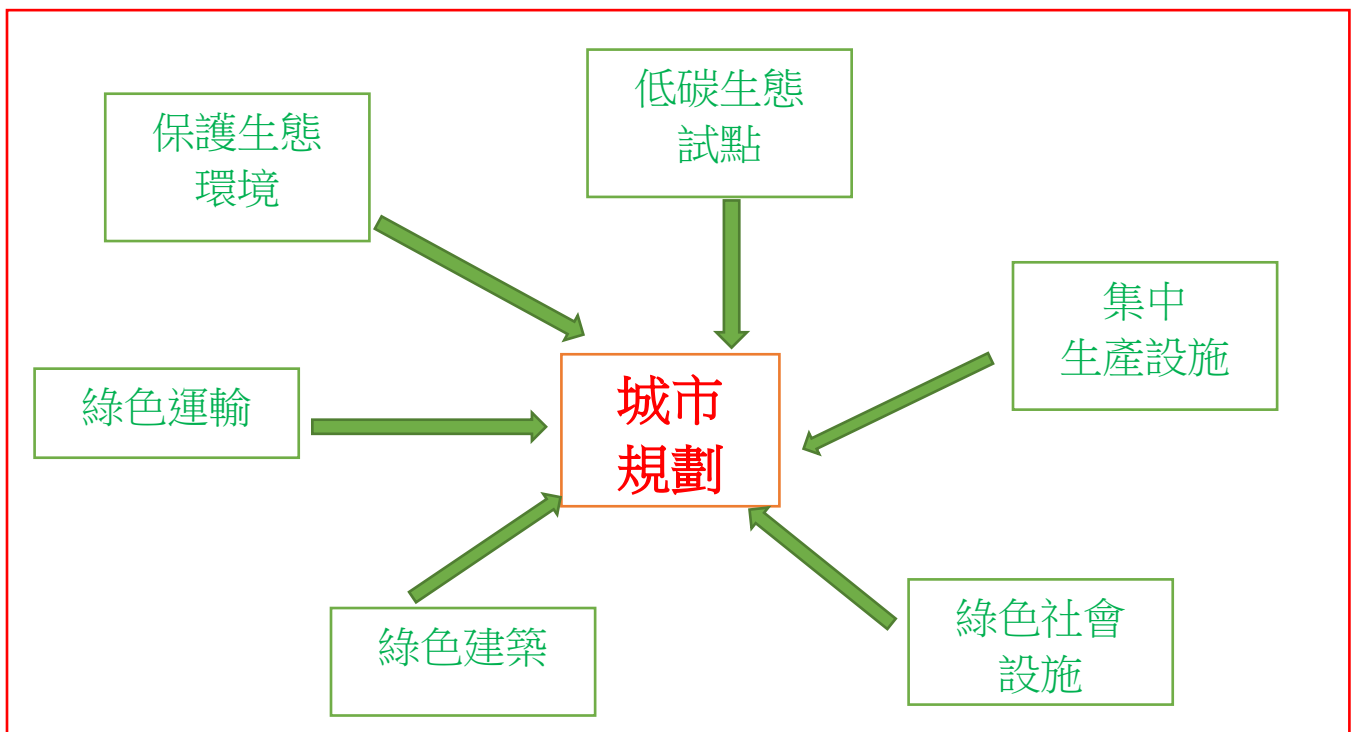 低碳生態
試點
保護生態
環境
集中
生產設施
綠色運輸
城市
規劃
綠色建築
綠色社會
設施